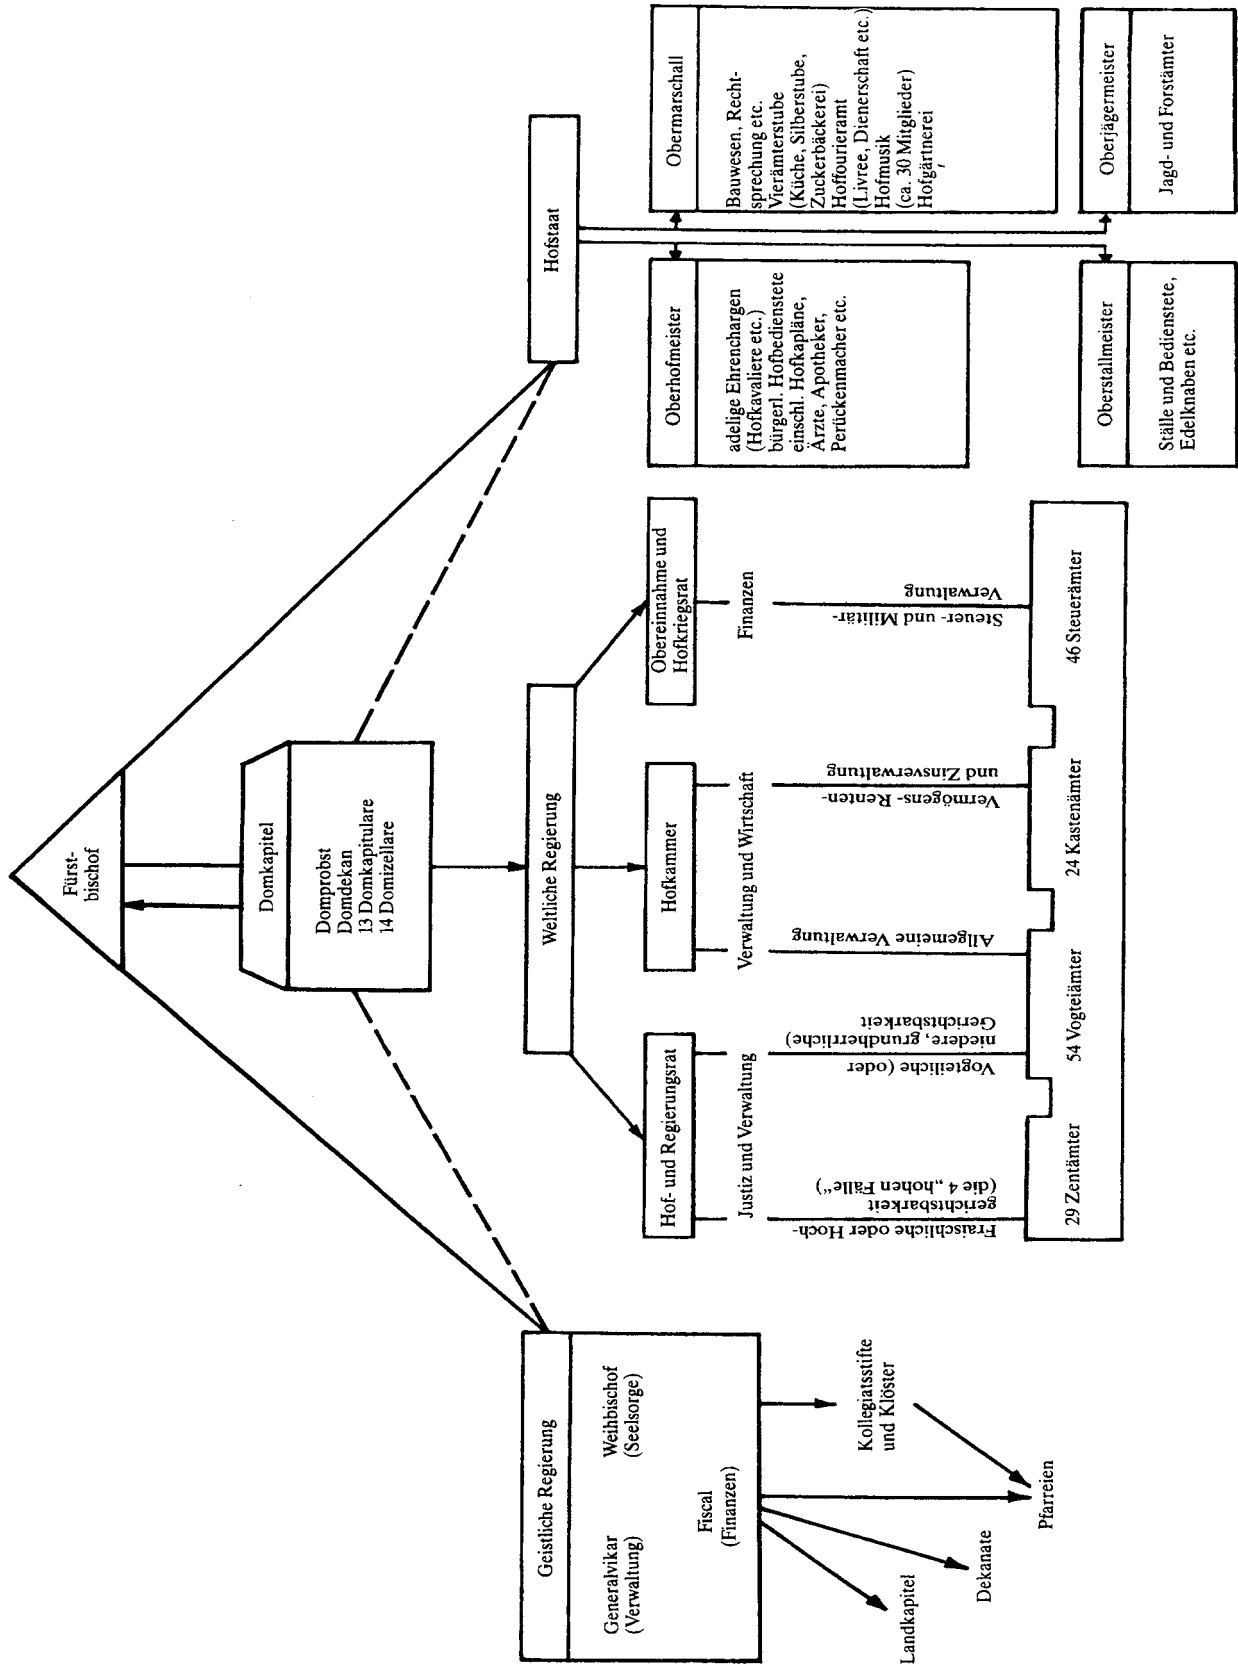 Fürst-
bischof
Domkapitel
Domprobst
Domdekan
13 Domkapitulare
14 Domizellare
Geistliche Regierung
Generalvikar
(Verwaltung)
Weihbischof
(Seelsorge)
Fiscal
(Finanzen)
Landkapitel
Dekanate
Pfarreien
Kollegiatsstifte
und Klöster
Weltliche Regierung
Hof- und Regierungsrat
Justiz und Verwaltung
Fraischliche oder Hoch-
gerichtsbarkeit
(die 4 „hohen Fälle“)
Vogteiliche (oder
niedere, grundherrliche)
Gerichtsbarkeit
Hofkammer
Verwaltung und Wirtschaft
Allgemeine Verwaltung
Vermögens- Renten-
und Zinsverwaltung
Obereinnahme und
Hofkriegsrat
Finanzen
Steuer- und Militär-
Verwaltung
29 Zentämter
54 Vogteiämter
24 Kastenämter
46 Steuerämter
Hofstaat
Oberhofmeister
adelige Ehrenchargen
(Hofkavaliere etc.)
bürgerl. Hofbedienstete
einschl. Hofkapläne,
Ärzte, Apotheker,
Perückenmacher etc.
Obermarschall
Bauwesen, Recht-
sprechung etc.
Vierämterstube
(Küche, Silberstube,
Zuckerbäckerei)
Hoffourieramt
(Livree, Dienerschaft etc.)
Hofmusik
(ca. 30 Mitglieder)
Hofgärtnerei
Oberstallmeister
Ställe und Bedienstete,
Edelknaben etc.
Oberjägermeister
Jagd- und Forstämter